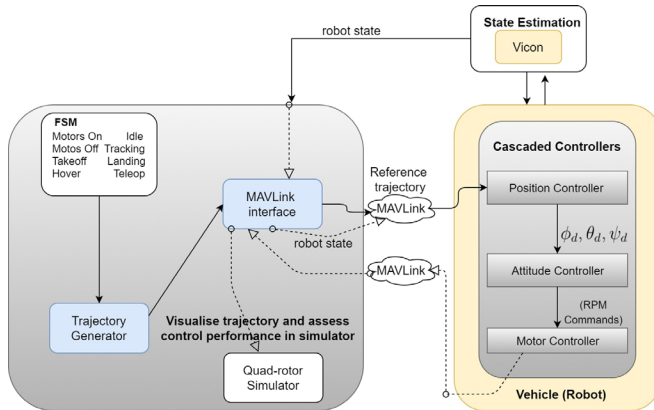 State Estimation
Vicon
robot state
FSM
Motors On Idle
Motos Off Tracking
Takeoff Landing
Hover Teleop
MAVLink
interface
Reference
trajectory
MAVLink
robot state
MAVLink
Trajectory
Generator
Visualise trajectory and assess
control performance in simulator
Quad-rotor
Simulator
Cascaded Controllers
Position Controller
ϕd, θd, ψd
Attitude Controller
(RPM
Commands)
Motor Controller
Vehicle (Robot)